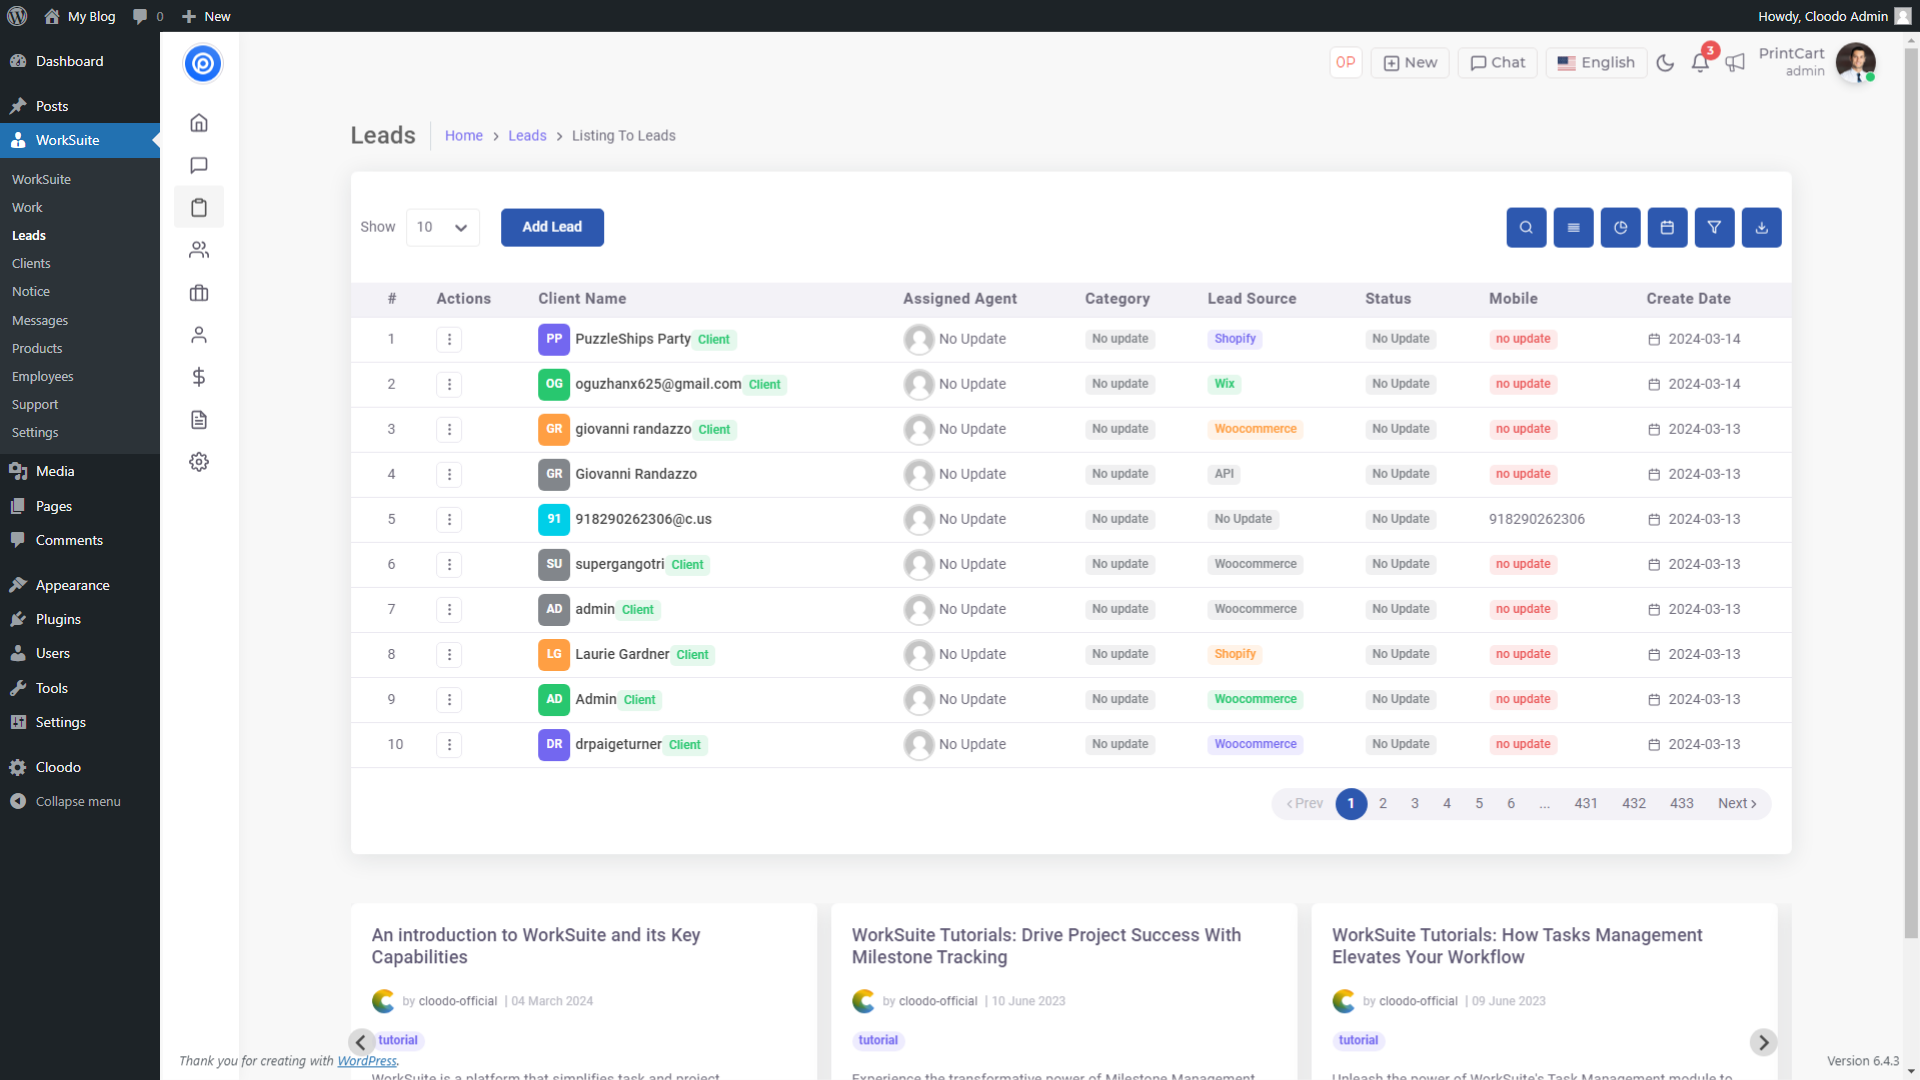 My Blog
0
New
Howdy, Cloodo Admin
Dashboard
Posts
WorkSuite
WorkSuite
Work
Leads
Clients
Notice
Messages
Products
Employees
Support
Settings
Media
Pages
Comments
Appearance
Plugins
Users
Tools
Settings
Cloodo
Collapse menu
OP
New
Chat
English
3
PrintCart
admin
Leads
Home > Leads > Listing To Leads
Show 10 Add Lead
# Actions Client Name Assigned Agent Category Lead Source Status Mobile Create Date
1 PP PuzzleShips Party Client No Update No update Shopify No Update no update 2024-03-14
2 OG oguzhanx625@gmail.com Client No Update No update Wix No Update no update 2024-03-14
3 GR giovanni randazzo Client No Update No update Woocommerce No Update no update 2024-03-13
4 GR Giovanni Randazzo No Update No update API No Update no update 2024-03-13
5 91 918290262306@c.us No Update No update No Update No Update 918290262306 2024-03-13
6 SU supergangotri Client No Update No update Woocommerce No Update no update 2024-03-13
7 AD admin Client No Update No update Woocommerce No Update no update 2024-03-13
8 LG Laurie Gardner Client No Update No update Shopify No Update no update 2024-03-13
9 AD Admin Client No Update No update Woocommerce No Update no update 2024-03-13
10 DR drpaigeturner Client No Update No update Woocommerce No Update no update 2024-03-13
< Prev 1 2 3 4 5 6 ... 431 432 433 Next >
An introduction to WorkSuite and its Key
Capabilities
by cloodo-official | 04 March 2024
tutorial
WorkSuite is a platform that simplifies task and project
WorkSuite Tutorials: Drive Project Success With
Milestone Tracking
by cloodo-official | 10 June 2023
tutorial
Experience the transformative power of Milestone Management
WorkSuite Tutorials: How Tasks Management
Elevates Your Workflow
by cloodo-official | 09 June 2023
tutorial
Unleash the power of WorkSuite's Task Management module to
Thank you for creating with WordPress.
Version 6.4.3